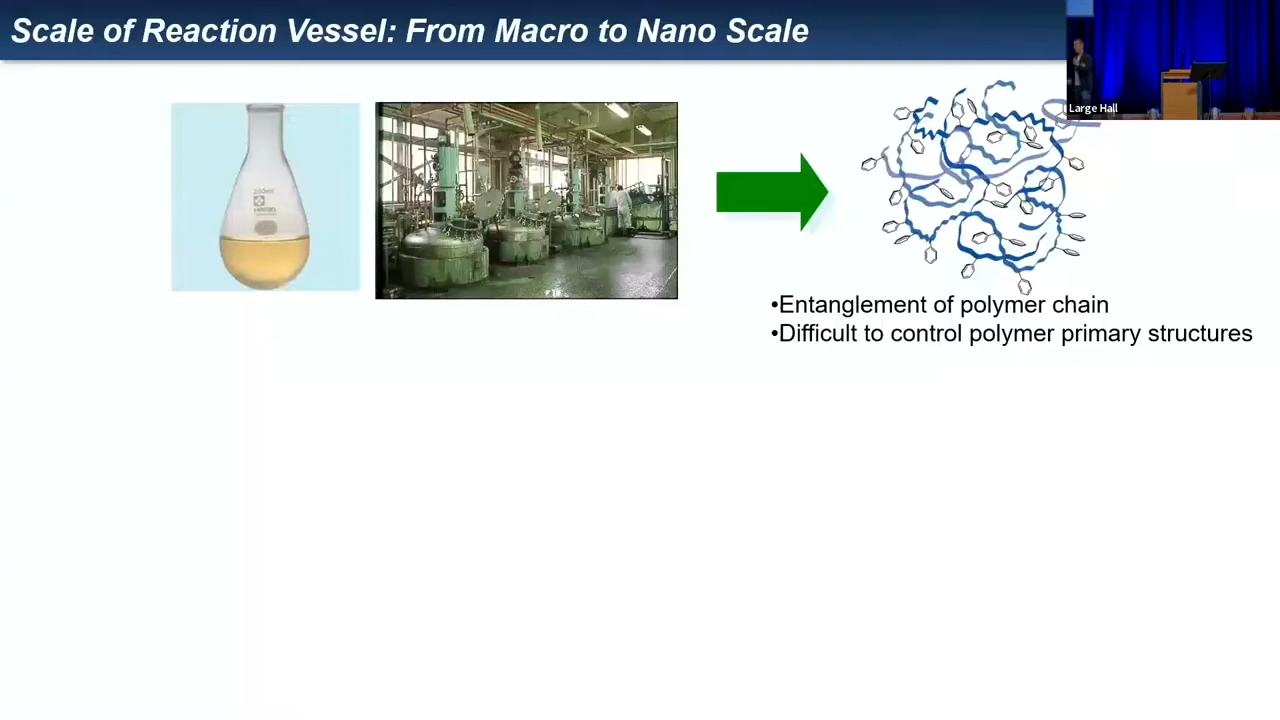 Scale of Reaction Vessel: From Macro to Nano Scale
Large Hall
•Entanglement of polymer chain
•Difficult to control polymer primary structures